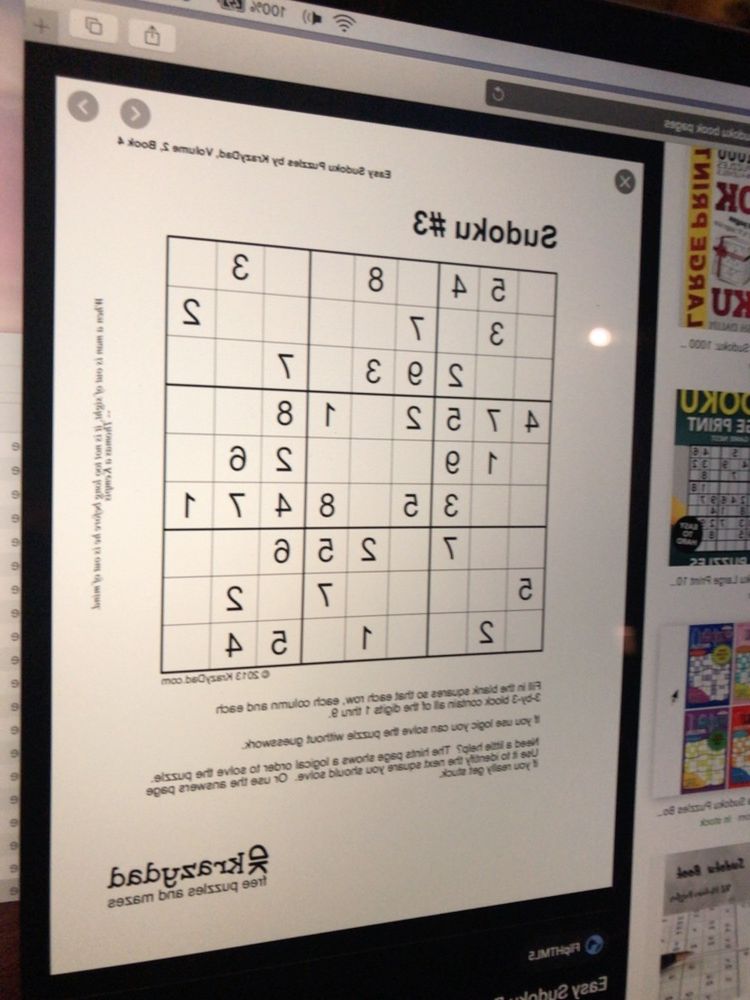 100%
sudoku book pages
Easy Sudoku Puzzles by KrazyDad, Volume 2, Book 4
Sudoku #3
5 4 8 3
3 7 2
2 9 3 7
4 7 5 2 1 8
1 9 2 6
3 5 8 4 7 1
7 2 5 6
5 7 2
2 1 5 4
© 2013 KrazyDad.com
Fill in the blank squares so that each row, each column and each
3-by-3 block contain all of the digits 1 thru 9.
If you use logic you can solve the puzzle without guesswork.
Need a little help? The hints page shows a logical order to solve the puzzle.
Use it to identify the next square you should solve. Or use the answers page
if you really get stuck.
krazydad
free puzzles and mazes
When a man is out of sight, it is not too long before he is out of mind.
-- Thomas a Kempis
FlipHTML5
Easy Sudoku
LARGE PRINT
Sudoku: 1000 ...
PUZZLES
EASY
TO
HARD
Large Print 10...
Sudoku Puzzles Bo...
in stock
Sudoku Book